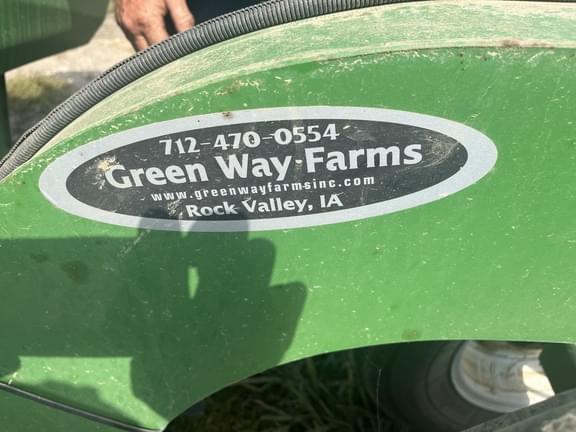 712-470-0554
Green Way Farms
www.greenwayfarmsinc.com
Rock Valley, IA